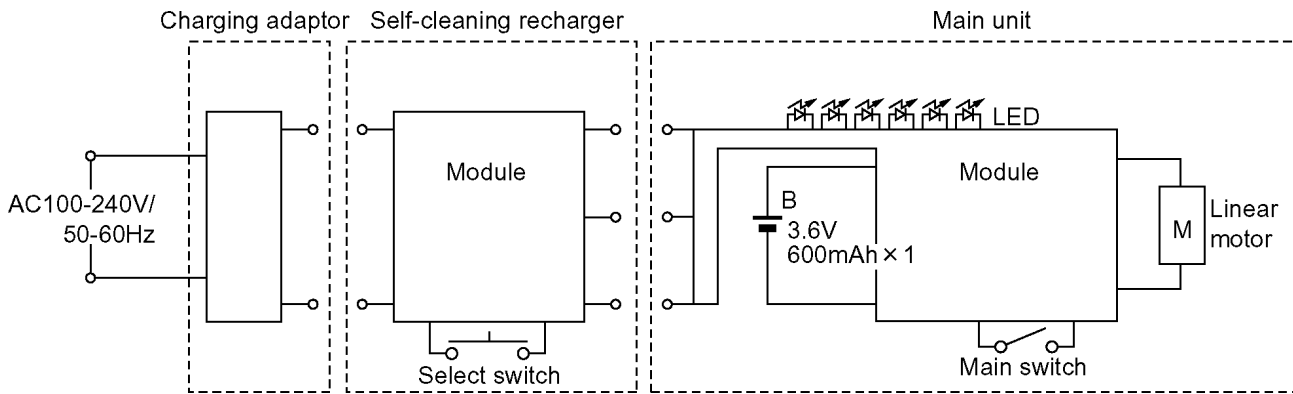 Charging adaptor
Self-cleaning recharger
Main unit
AC100-240V/
50-60Hz
Module
Select switch
LED
Module
B
3.6V
600mAh × 1
M
Linear
motor
Main switch